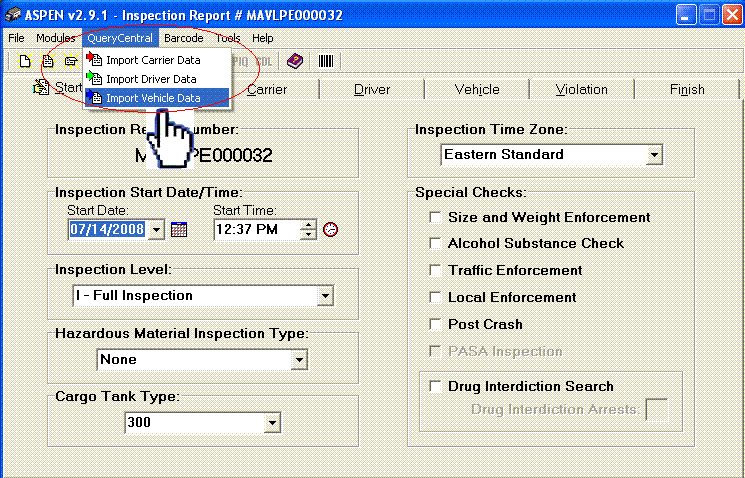 ASPEN v2.9.1 - Inspection Report # MAVLPE000032
File Modules QueryCentral Barcode Tools Help
Import Carrier Data
Import Driver Data
Import Vehicle Data
PIQ CDL
Start Carrier Driver Vehicle Violation Finish
Inspection Re Number:
M LPE000032
Inspection Time Zone:
Eastern Standard
Inspection Start Date/Time:
Start Date: Start Time:
07/14/2008 12:37 PM
Inspection Level:
I - Full Inspection
Hazardous Material Inspection Type:
None
Cargo Tank Type:
300
Special Checks:
Size and Weight Enforcement
Alcohol Substance Check
Traffic Enforcement
Local Enforcement
Post Crash
PASA Inspection
Drug Interdiction Search
Drug Interdiction Arrests: